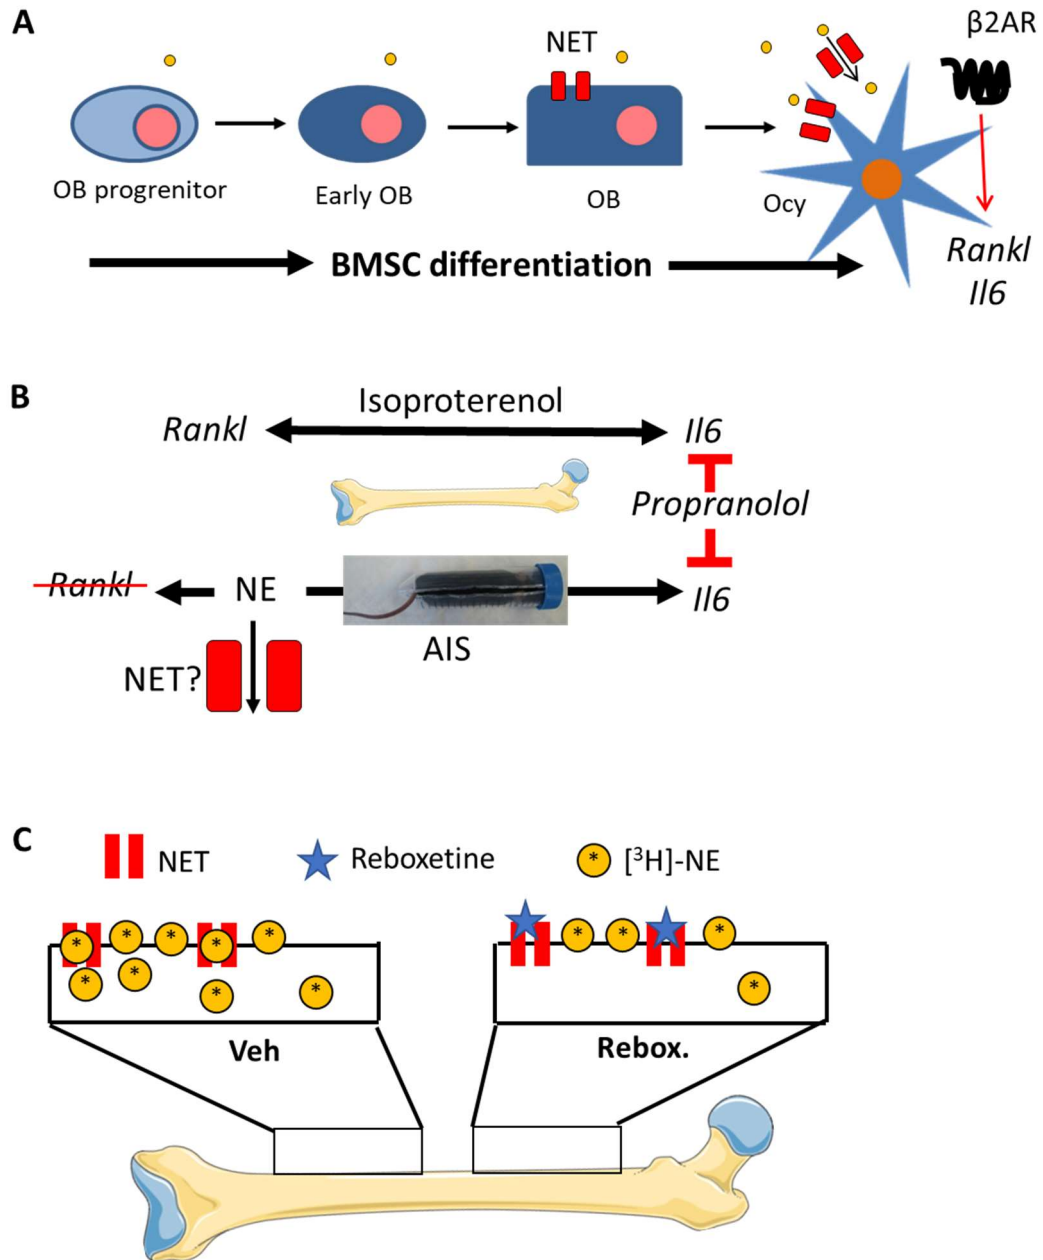 A
β2AR
NET
OB progrenitor
Early OB
OB
Ocy
BMSC differentiation
Rankl
Il6
B
Isoproterenol
Rankl
Il6
Propranolol
Rankl
NE
Il6
AIS
NET?
C
NET
Reboxetine
* [³H]-NE
* * * * *
* * * *
* * *
*
Veh
Rebox.